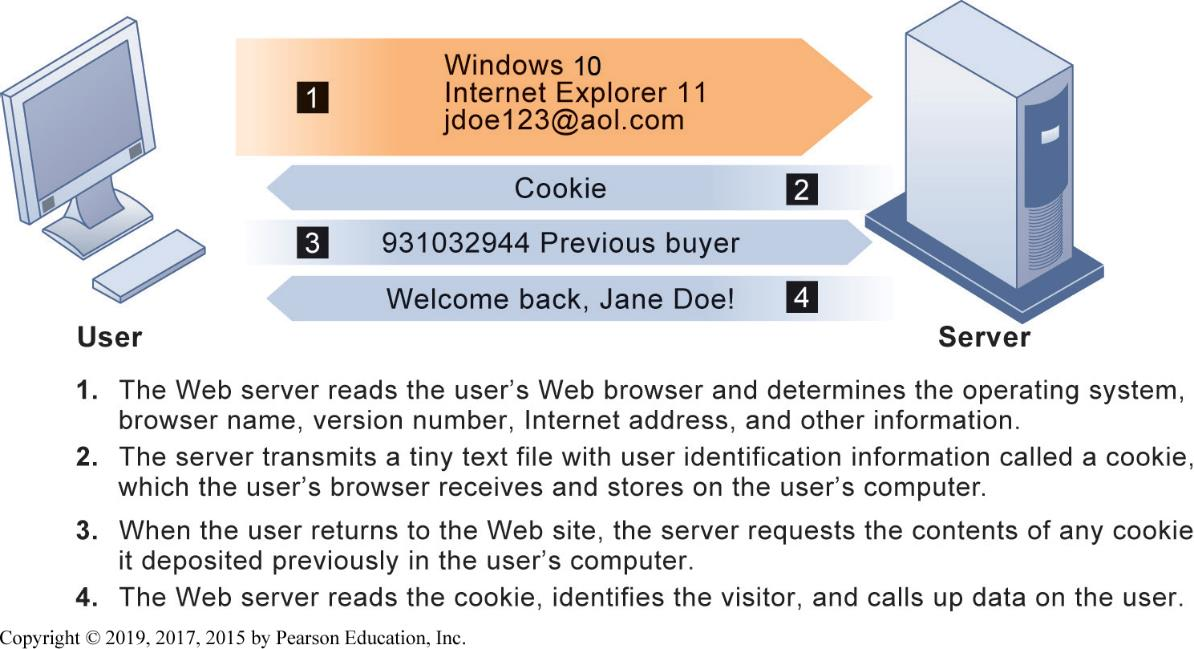 1
Windows 10
Internet Explorer 11
jdoe123@aol.com
Cookie 2
3 931032944 Previous buyer
Welcome back, Jane Doe! 4
User
Server
1. The Web server reads the user's Web browser and determines the operating system,
browser name, version number, Internet address, and other information.
2. The server transmits a tiny text file with user identification information called a cookie,
which the user's browser receives and stores on the user's computer.
3. When the user returns to the Web site, the server requests the contents of any cookie
it deposited previously in the user's computer.
4. The Web server reads the cookie, identifies the visitor, and calls up data on the user.
Copyright © 2019, 2017, 2015 by Pearson Education, Inc.